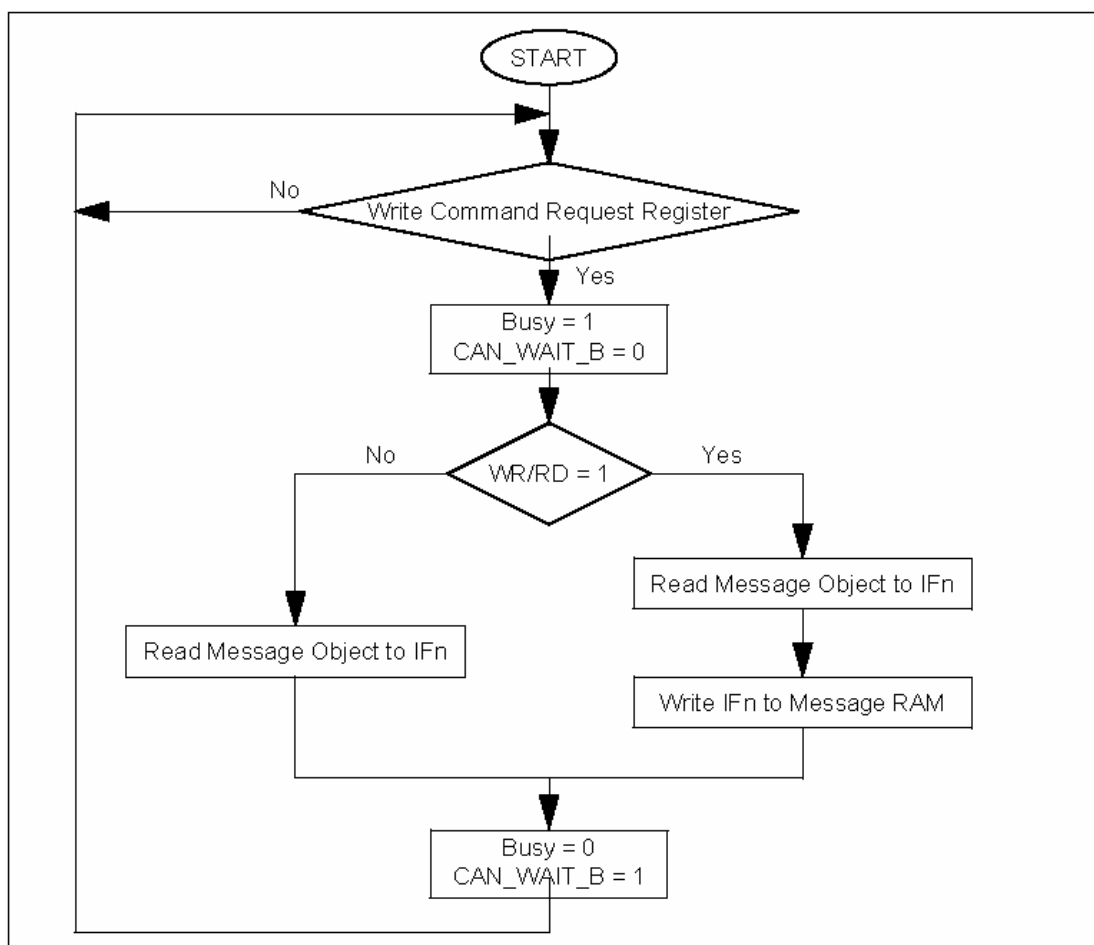 START
No
Write Command Request Register
Yes
Busy = 1
CAN_WAIT_B = 0
No
WR/RD = 1
Yes
Read Message Object to IFn
Read Message Object to IFn
Write IFn to Message RAM
Busy = 0
CAN_WAIT_B = 1